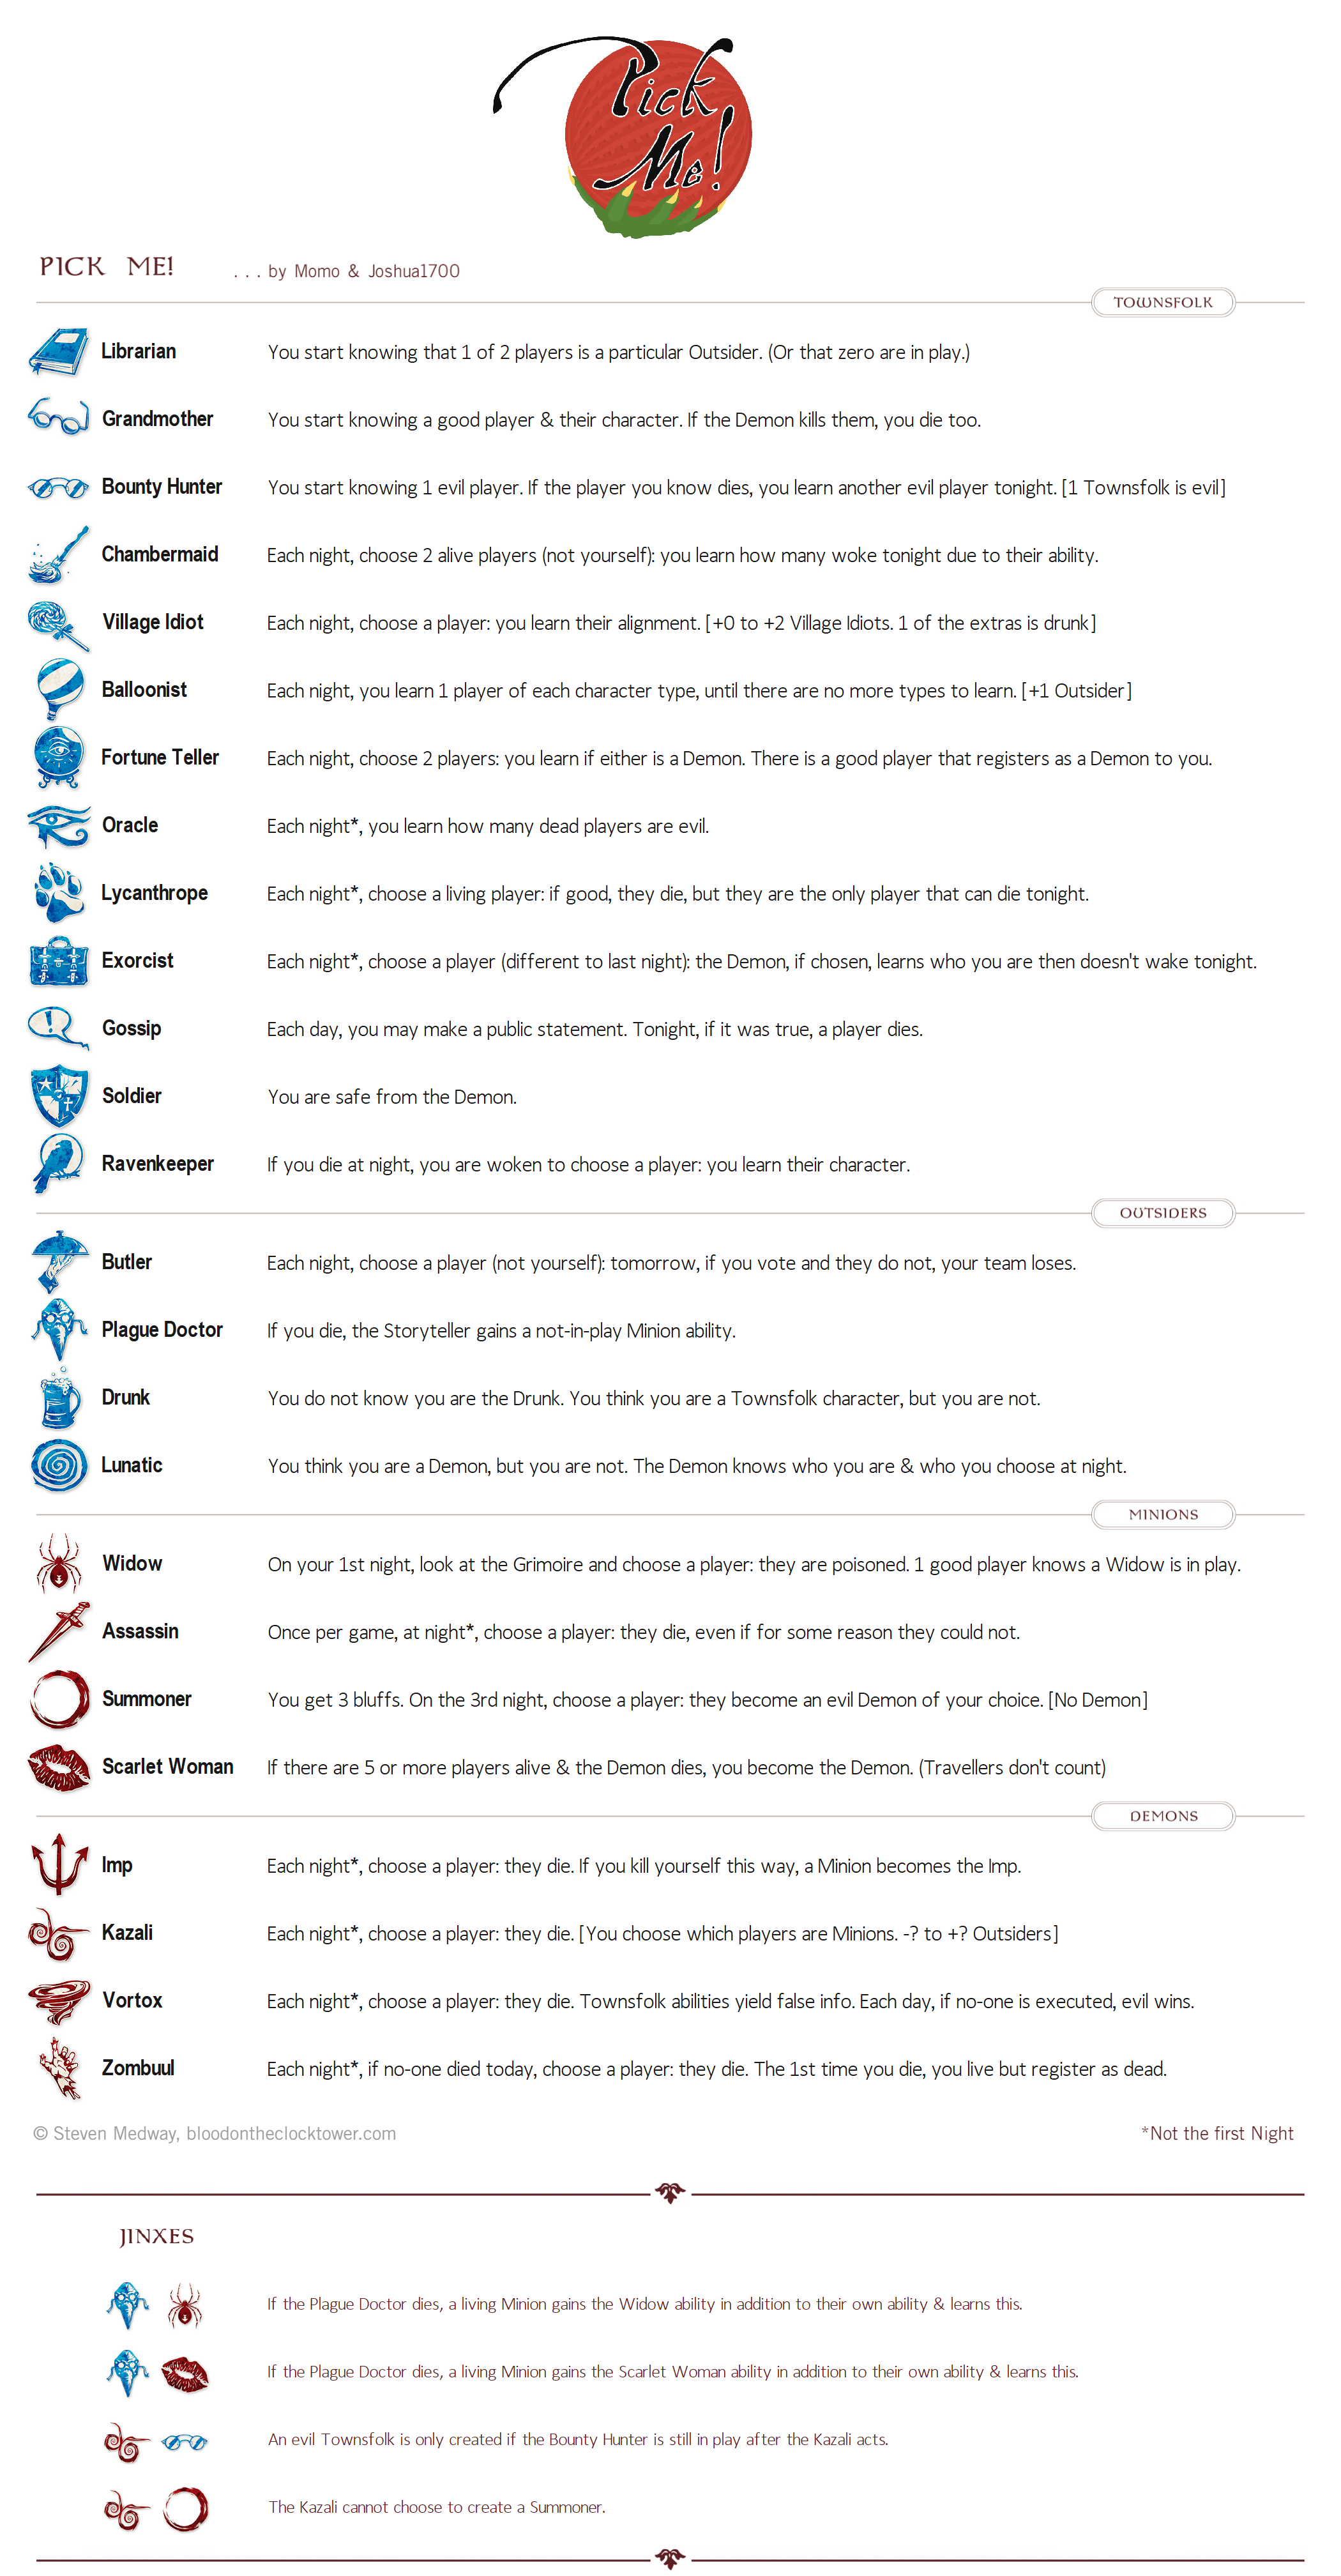 Pick
Me!
PICK ME! . . . by Momo & Joshua1700
TOWNSFOLK
Librarian You start knowing that 1 of 2 players is a particular Outsider. (Or that zero are in play.)
Grandmother You start knowing a good player & their character. If the Demon kills them, you die too.
Bounty Hunter You start knowing 1 evil player. If the player you know dies, you learn another evil player tonight. [1 Townsfolk is evil]
Chambermaid Each night, choose 2 alive players (not yourself): you learn how many woke tonight due to their ability.
Village Idiot Each night, choose a player: you learn their alignment. [+0 to +2 Village Idiots. 1 of the extras is drunk]
Balloonist Each night, you learn 1 player of each character type, until there are no more types to learn. [+1 Outsider]
Fortune Teller Each night, choose 2 players: you learn if either is a Demon. There is a good player that registers as a Demon to you.
Oracle Each night*, you learn how many dead players are evil.
Lycanthrope Each night*, choose a living player: if good, they die, but they are the only player that can die tonight.
Exorcist Each night*, choose a player (different to last night): the Demon, if chosen, learns who you are then doesn't wake tonight.
Gossip Each day, you may make a public statement. Tonight, if it was true, a player dies.
Soldier You are safe from the Demon.
Ravenkeeper If you die at night, you are woken to choose a player: you learn their character.
OUTSIDERS
Butler Each night, choose a player (not yourself): tomorrow, if you vote and they do not, your team loses.
Plague Doctor If you die, the Storyteller gains a not-in-play Minion ability.
Drunk You do not know you are the Drunk. You think you are a Townsfolk character, but you are not.
Lunatic You think you are a Demon, but you are not. The Demon knows who you are & who you choose at night.
MINIONS
Widow On your 1st night, look at the Grimoire and choose a player: they are poisoned. 1 good player knows a Widow is in play.
Assassin Once per game, at night*, choose a player: they die, even if for some reason they could not.
Summoner You get 3 bluffs. On the 3rd night, choose a player: they become an evil Demon of your choice. [No Demon]
Scarlet Woman If there are 5 or more players alive & the Demon dies, you become the Demon. (Travellers don't count)
DEMONS
Imp Each night*, choose a player: they die. If you kill yourself this way, a Minion becomes the Imp.
Kazali Each night*, choose a player: they die. [You choose which players are Minions. -? to +? Outsiders]
Vortox Each night*, choose a player: they die. Townsfolk abilities yield false info. Each day, if no-one is executed, evil wins.
Zombuul Each night*, if no-one died today, choose a player: they die. The 1st time you die, you live but register as dead.
© Steven Medway, bloodontheclocktower.com *Not the first Night
JINXES
If the Plague Doctor dies, a living Minion gains the Widow ability in addition to their own ability & learns this.
If the Plague Doctor dies, a living Minion gains the Scarlet Woman ability in addition to their own ability & learns this.
An evil Townsfolk is only created if the Bounty Hunter is still in play after the Kazali acts.
The Kazali cannot choose to create a Summoner.